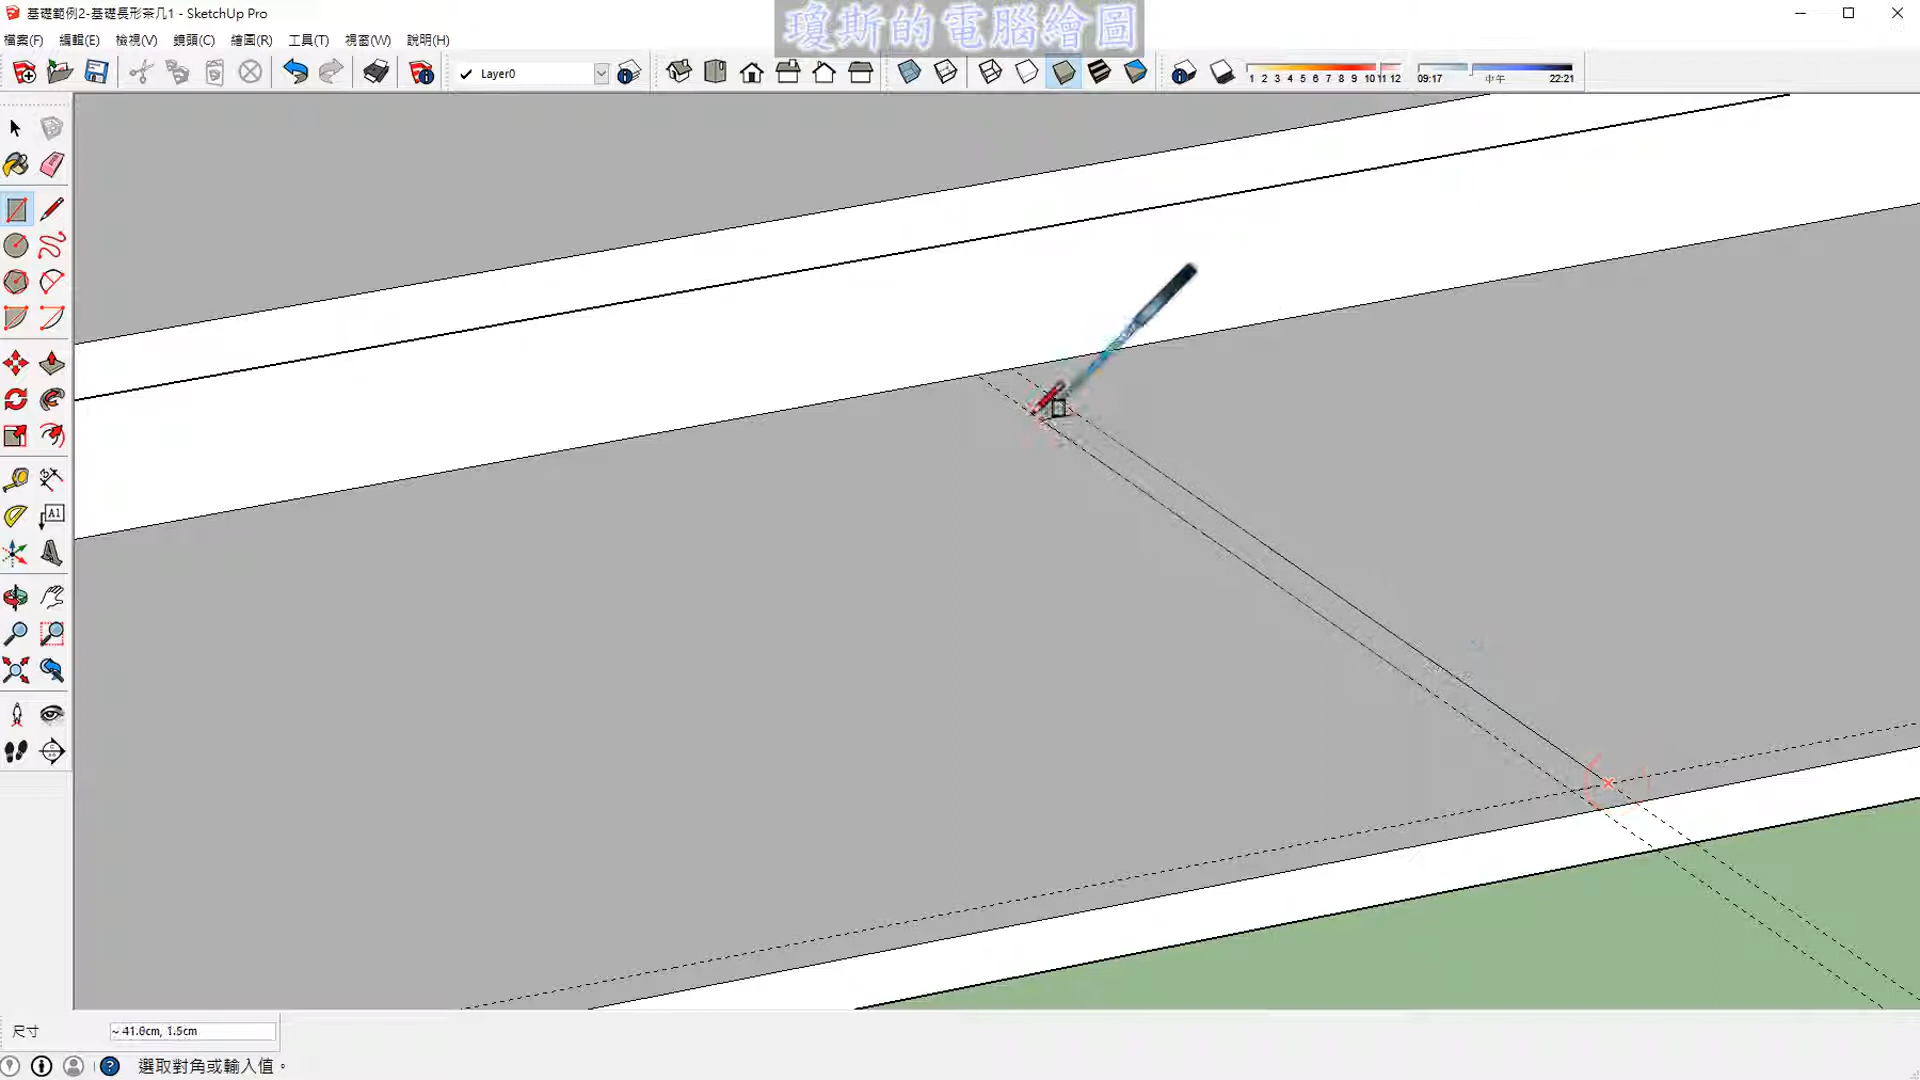 基礎範例2-基礎長形茶几1 - SketchUp Pro
瓊斯的電腦繪圖
檔案(F) 編輯(E) 檢視(V) 鏡頭(C) 繪圖(R) 工具(T) 視窗(W) 說明(H)
Layer0
1 2 3 4 5 6 7 8 9 10 11 12
09:17 中午 22:21
A1
尺寸 ~ 41.0cm, 1.5cm
選取對角或輸入值。